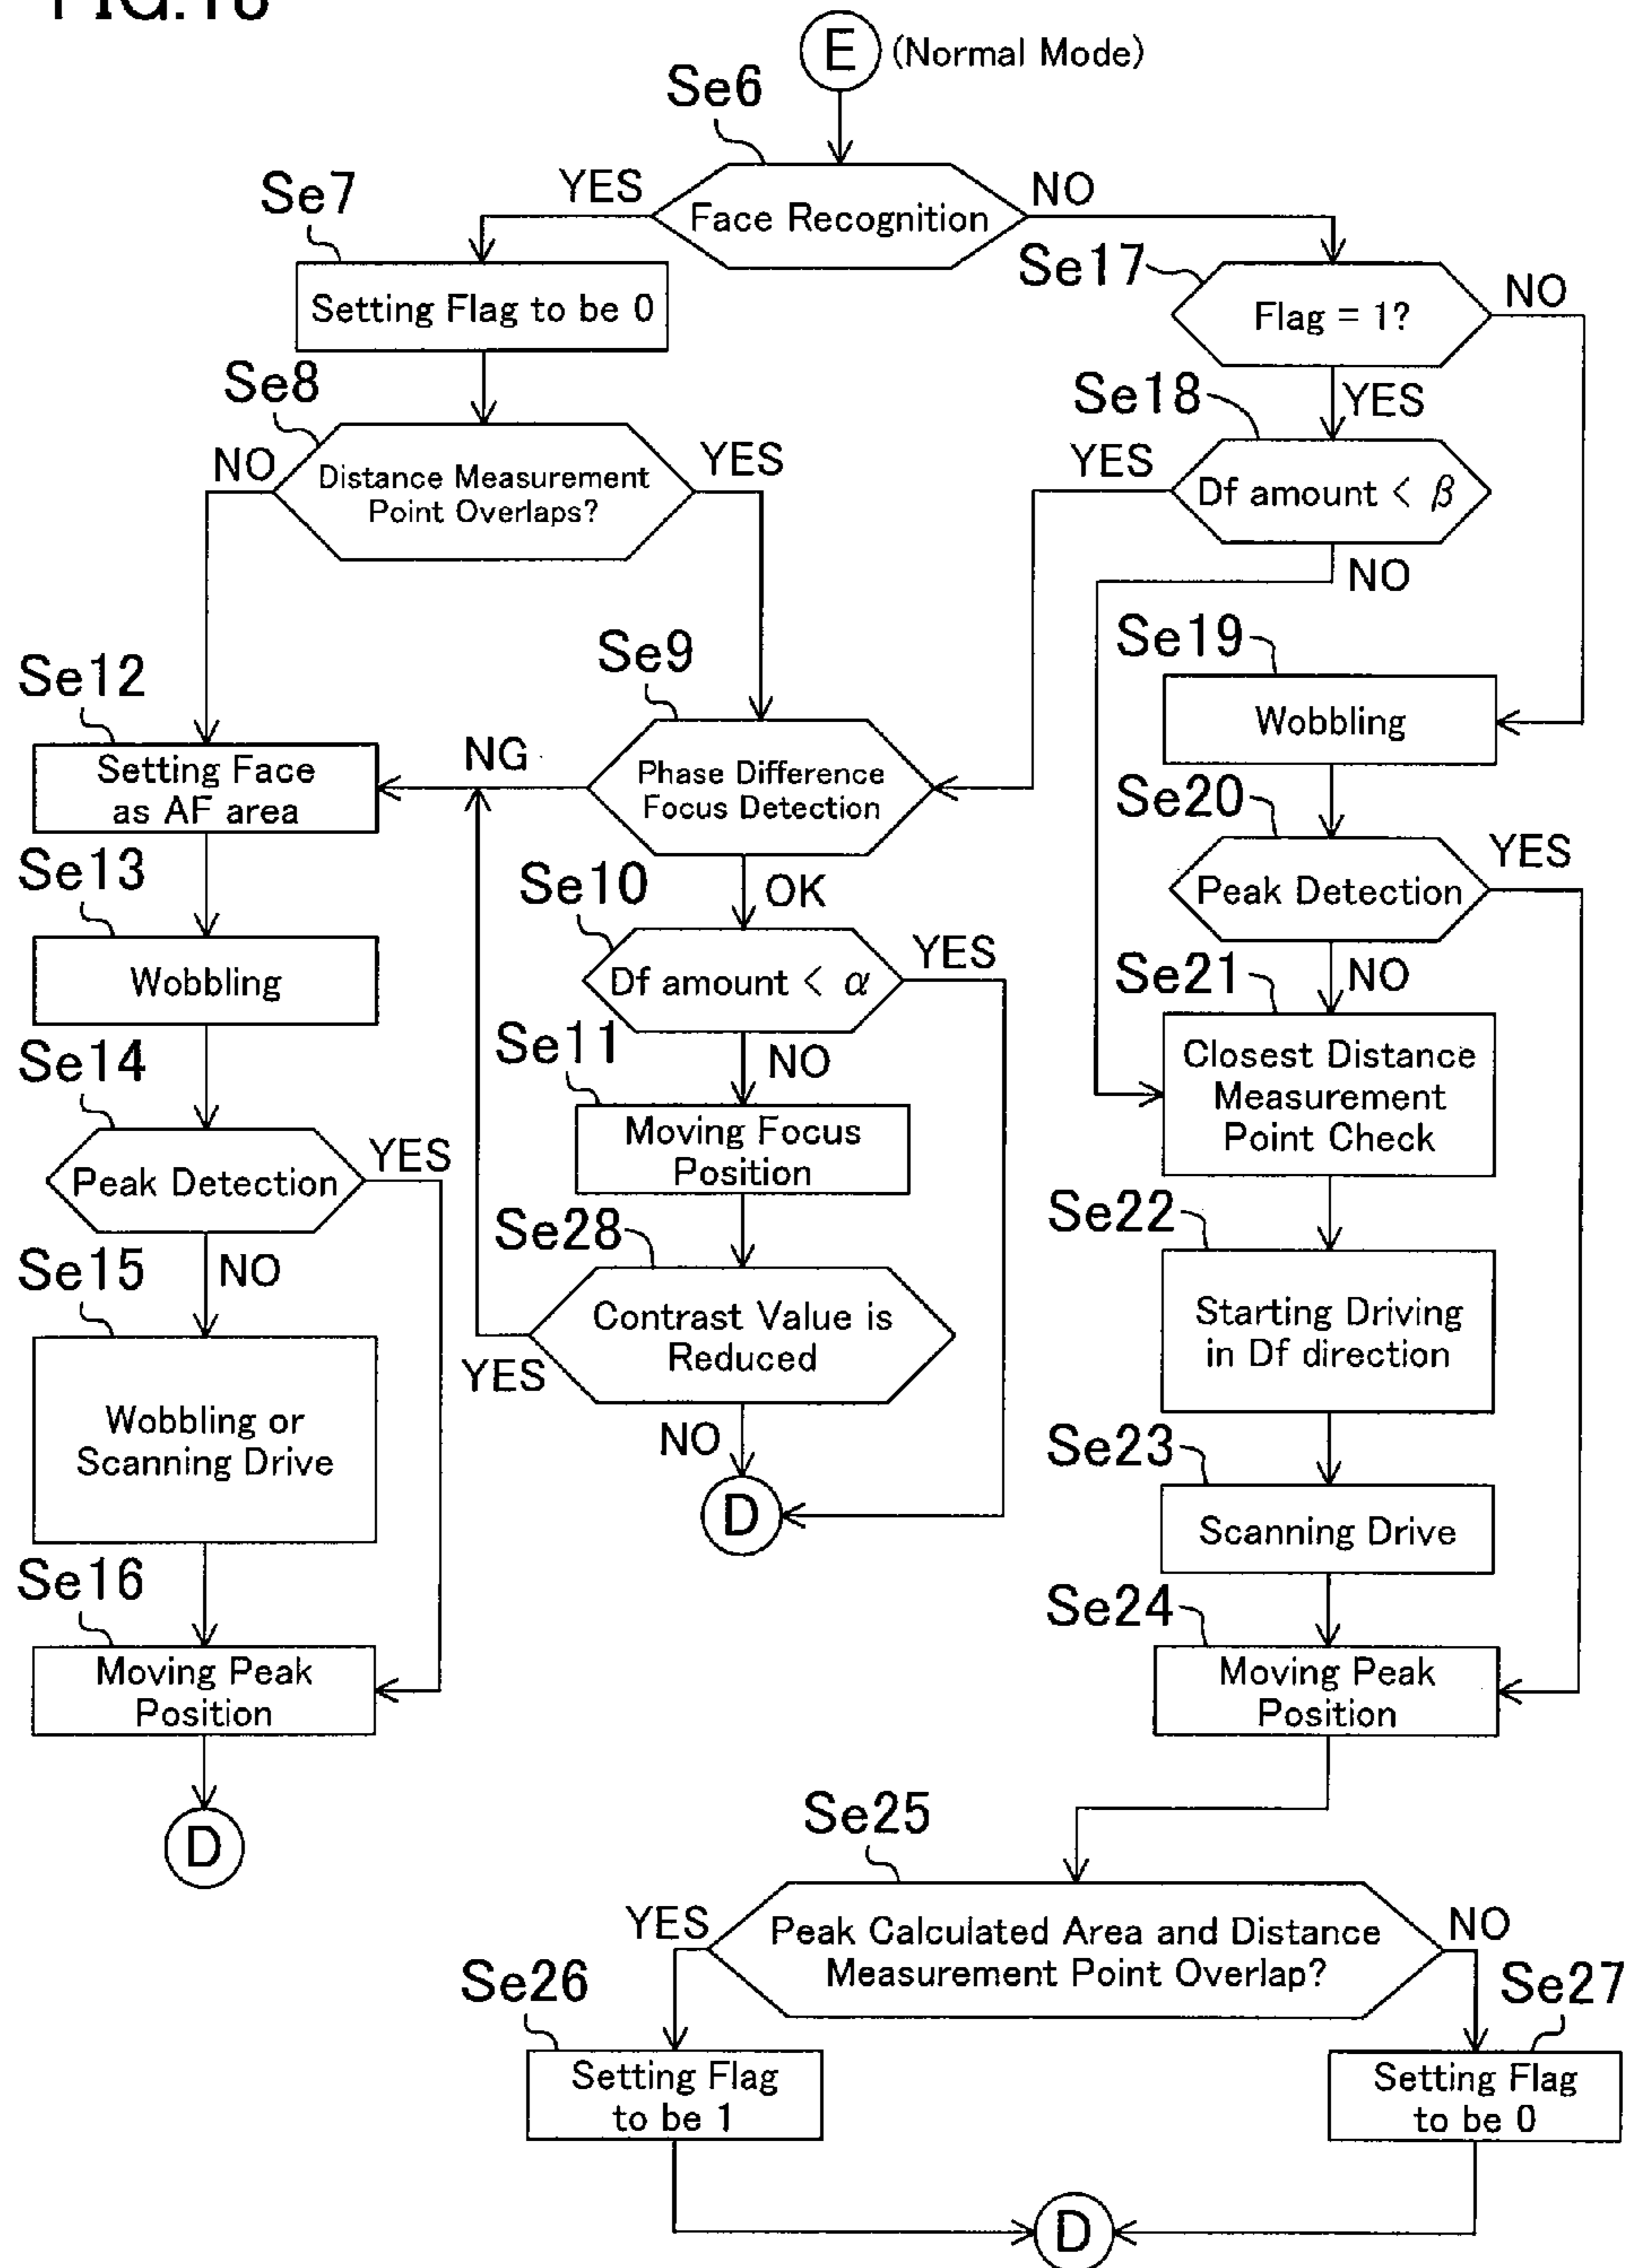 FIG.18
E (Normal Mode)
Se6
YES
Face Recognition
NO
Se7
Setting Flag to be 0
Se17
Flag = 1?
NO
Se8
NO
Distance Measurement
Point Overlaps?
YES
Se18
YES
YES
Df amount < β
NO
Se12
Setting Face
as AF area
NG
Se9
Phase Difference
Focus Detection
Se19
Wobbling
Se13
Wobbling
Se10
OK
Df amount < α
YES
Se20
Peak Detection
YES
NO
Se14
Peak Detection
YES
NO
Se11
NO
Moving Focus
Position
Se21
Closest Distance
Measurement
Point Check
Se15
Wobbling or
Scanning Drive
Se28
Contrast Value is
Reduced
YES
NO
D
Se22
Starting Driving
in Df direction
Se23
Scanning Drive
Se16
Moving Peak
Position
D
Se24
Moving Peak
Position
Se25
YES
Peak Calculated Area and Distance
Measurement Point Overlap?
NO
Se26
Setting Flag
to be 1
Se27
Setting Flag
to be 0
D